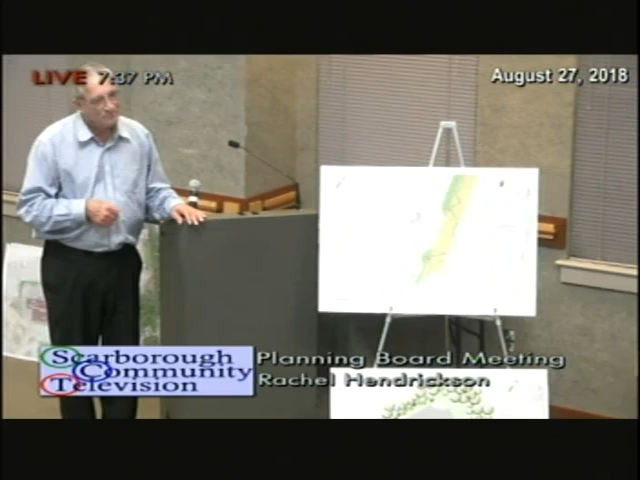 LIVE 7:37 PM
August 27, 2018
Scarborough
Community
Television
Planning Board Meeting
Rachel Hendrickson